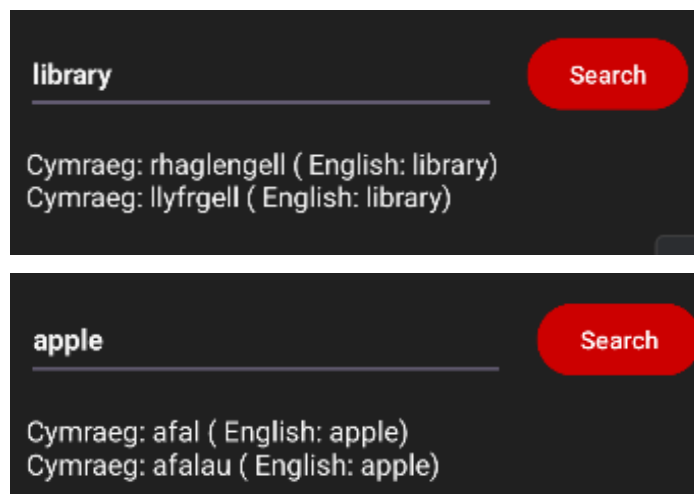 library
Search
Cymraeg: rhaglengell ( English: library)
Cymraeg: llyfrgell ( English: library)
apple
Search
Cymraeg: afal ( English: apple)
Cymraeg: afalau ( English: apple)